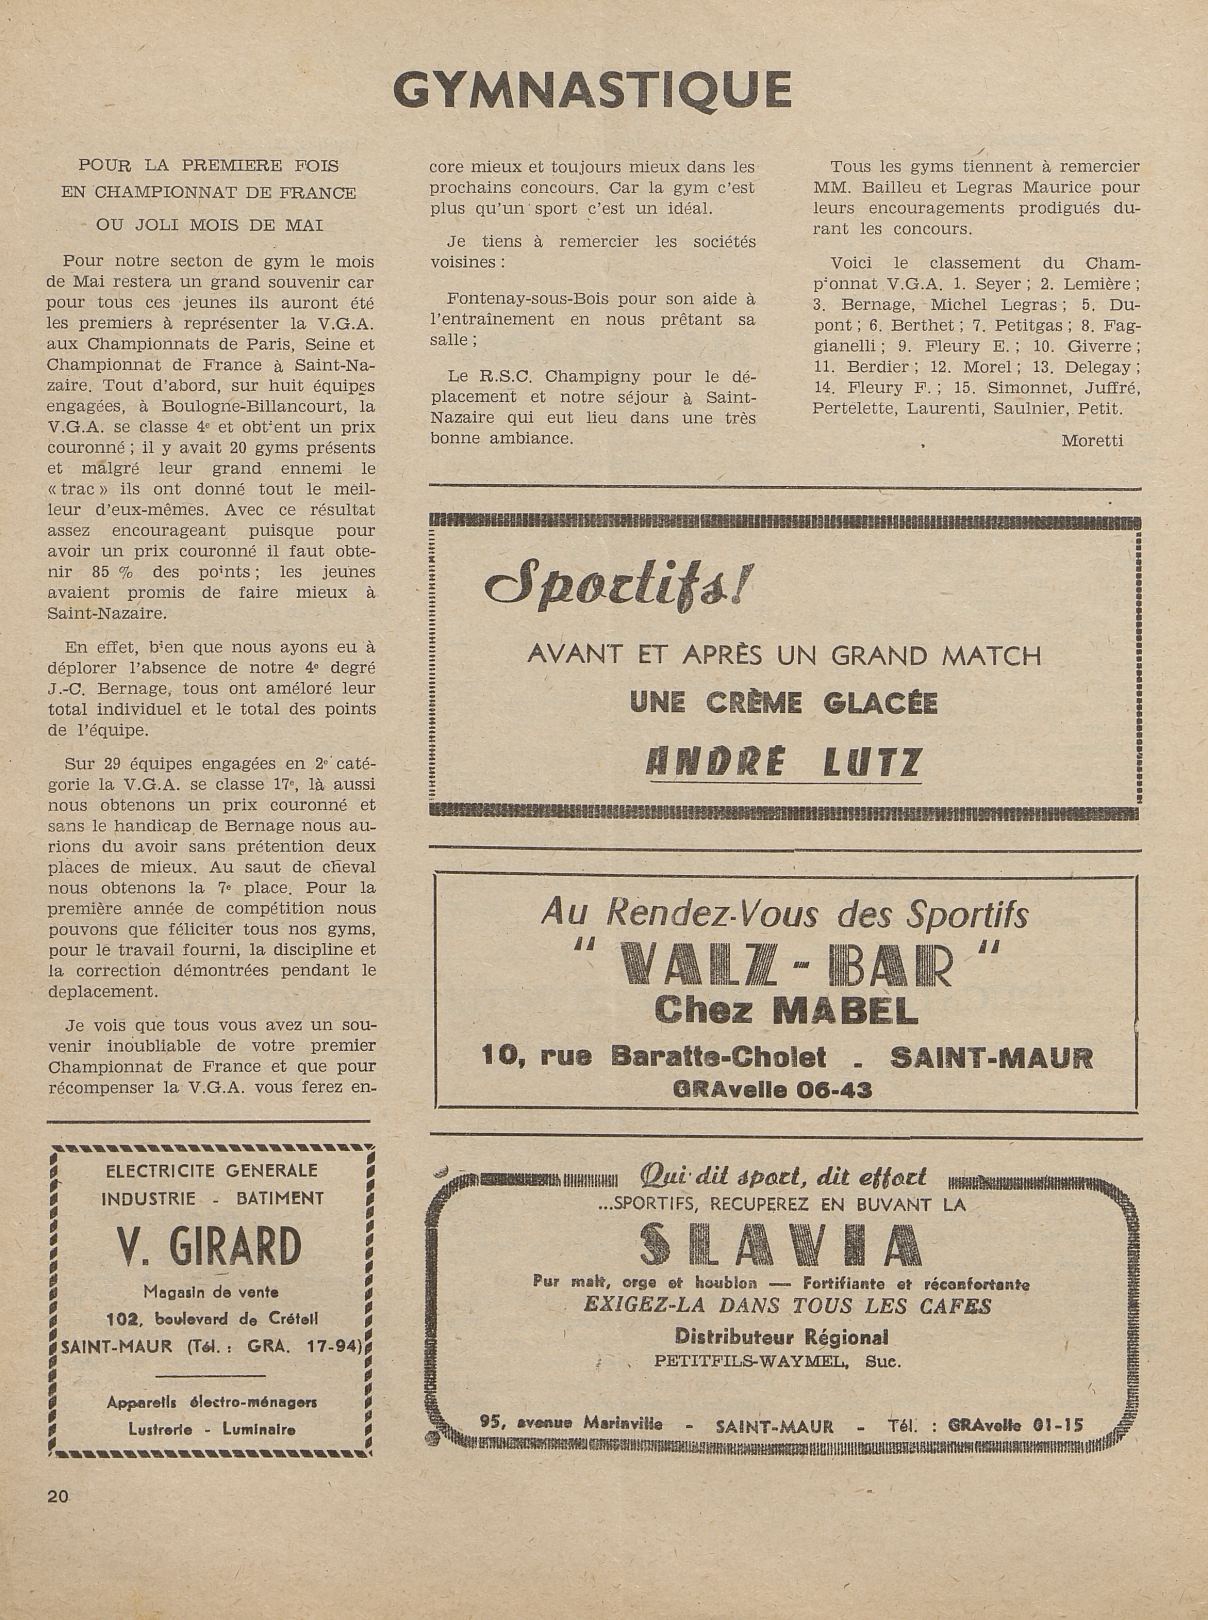 GYMNASTIQUE
POUR LA PREMIERE FOIS
EN CHAMPIONNAT DE FRANCE
OU JOLI MOIS DE MAI
Pour notre secton de gym le mois
de Mai restera un grand souvenir car
pour tous ces jeunes ils auront été
les premiers à représenter la V.G.A.
aux Championnats de Paris, Seine et
Championnat de France à Saint-Na-
zaire. Tout d'abord, sur huit équipes
engagées, à Boulogne-Billancourt, la
V.G.A. se classe 4e et obtient un prix
couronné ; il y avait 20 gyms présents
et malgré leur grand ennemi le
« trac » ils ont donné tout le meil-
leur d'eux-mêmes. Avec ce résultat
assez encourageant puisque pour
avoir un prix couronné il faut obte-
nir 85 % des points ; les jeunes
avaient promis de faire mieux à
Saint-Nazaire.
En effet, bien que nous ayons eu à
déplorer l'absence de notre 4e degré
J.-C. Bernage, tous ont améloré leur
total individuel et le total des points
de l'équipe.
Sur 29 équipes engagées en 2e caté-
gorie la V.G.A. se classe 17e, là aussi
nous obtenons un prix couronné et
sans le handicap de Bernage nous au-
rions du avoir sans prétention deux
places de mieux. Au saut de cheval
nous obtenons la 7e place. Pour la
première année de compétition nous
pouvons que féliciter tous nos gyms,
pour le travail fourni, la discipline et
la correction démontrées pendant le
deplacement.
Je vois que tous vous avez un sou-
venir inoubliable de votre premier
Championnat de France et que pour
récompenser la V.G.A. vous ferez en-
core mieux et toujours mieux dans les
prochains concours. Car la gym c'est
plus qu'un sport c'est un idéal.
Je tiens à remercier les sociétés
voisines :
Fontenay-sous-Bois pour son aide à
l'entraînement en nous prêtant sa
salle ;
Le R.S.C. Champigny pour le dé-
placement et notre séjour à Saint-
Nazaire qui eut lieu dans une très
bonne ambiance.
Tous les gyms tiennent à remercier
MM. Bailleu et Legras Maurice pour
leurs encouragements prodigués du-
rant les concours.
Voici le classement du Cham-
pionnat V.G.A. 1. Seyer ; 2. Lemière ;
3. Bernage, Michel Legras ; 5. Du-
pont ; 6. Berthet ; 7. Petitgas ; 8. Fag-
gianelli ; 9. Fleury E. ; 10. Giverre ;
11. Berdier ; 12. Morel ; 13. Delegay ;
14. Fleury F. ; 15. Simonnet, Juffré,
Pertelette, Laurenti, Saulnier, Petit.
Moretti
Sportifs!
AVANT ET APRÈS UN GRAND MATCH
UNE CRÈME GLACÉE
ANDRÉ LUTZ
Au Rendez-Vous des Sportifs
" VALZ-BAR "
Chez MABEL
10, rue Baratte-Cholet - SAINT-MAUR
GRAvelle 06-43
ELECTRICITE GENERALE
INDUSTRIE - BATIMENT
V. GIRARD
Magasin de vente
102, boulevard de Créteil
SAINT-MAUR (Tél. : GRA. 17-94)
Appareils électro-ménagers
Lustrerie - Luminaire
Qui dit sport, dit effort
...SPORTIFS, RECUPEREZ EN BUVANT LA
SLAVIA
Pur malt, orge et houblon — Fortifiante et réconfortante
EXIGEZ-LA DANS TOUS LES CAFES
Distributeur Régional
PETITFILS-WAYMEL, Suc.
95, avenue Marinville - SAINT-MAUR - Tél. : GRAvelle 01-15
20